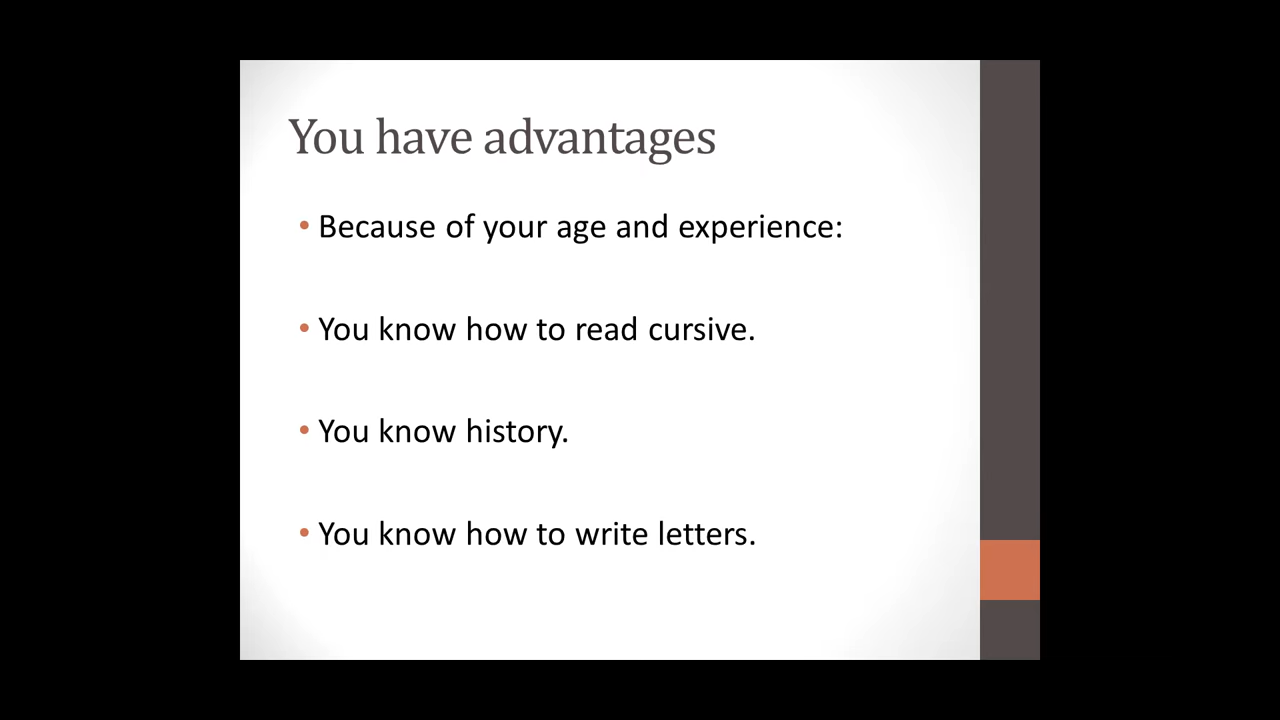 You have advantages
• Because of your age and experience:
• You know how to read cursive.
• You know history.
• You know how to write letters.